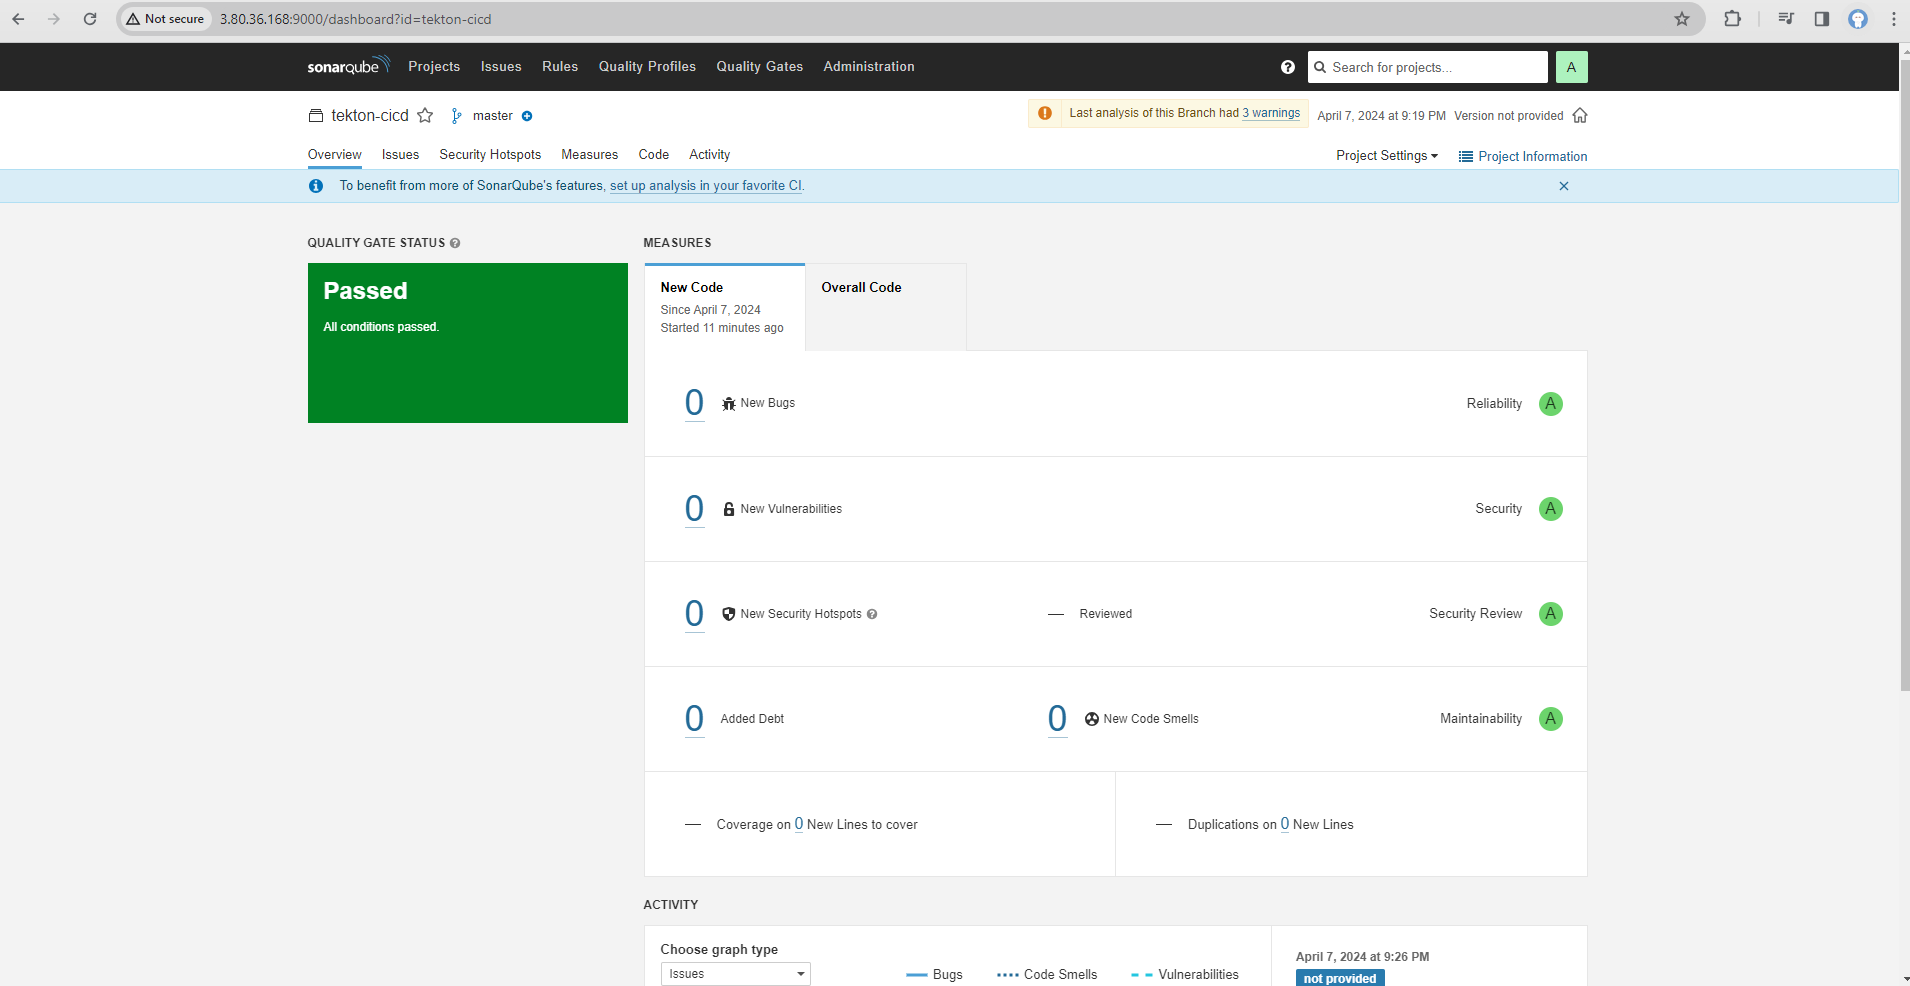 Not secure 3.80.36.168:9000/dashboard?id=tekton-cicd
sonarqube Projects Issues Rules Quality Profiles Quality Gates Administration Search for projects... A
tekton-cicd master Last analysis of this Branch had 3 warnings April 7, 2024 at 9:19 PM Version not provided
Overview Issues Security Hotspots Measures Code Activity Project Settings Project Information
To benefit from more of SonarQube's features, set up analysis in your favorite CI.
QUALITY GATE STATUS
Passed
All conditions passed.
MEASURES
New Code
Since April 7, 2024
Started 11 minutes ago
Overall Code
0 New Bugs Reliability A
0 New Vulnerabilities Security A
0 New Security Hotspots — Reviewed Security Review A
0 Added Debt 0 New Code Smells Maintainability A
— Coverage on 0 New Lines to cover — Duplications on 0 New Lines
ACTIVITY
Choose graph type
Issues Bugs Code Smells Vulnerabilities
April 7, 2024 at 9:26 PM
not provided